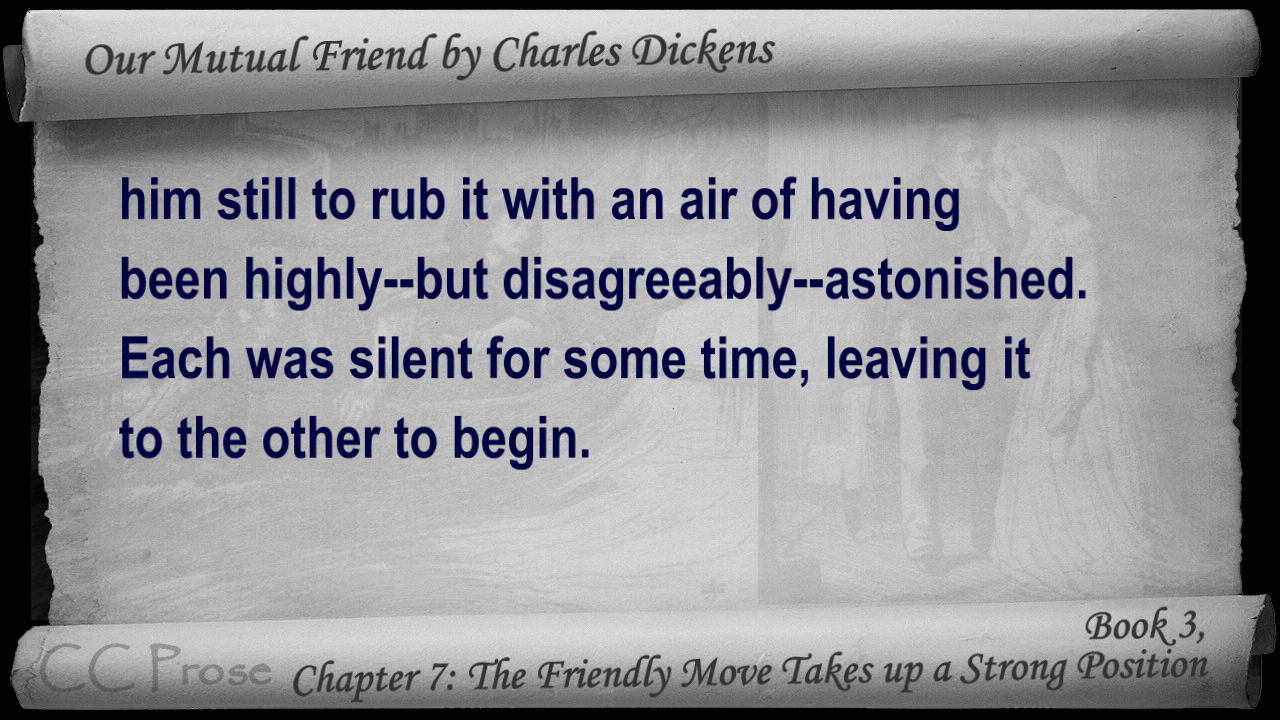 Our Mutual Friend by Charles Dickens
him still to rub it with an air of having
been highly--but disagreeably--astonished.
Each was silent for some time, leaving it
to the other to begin.
Book 3,
CC Prose
Chapter 7: The Friendly Move Takes up a Strong Position